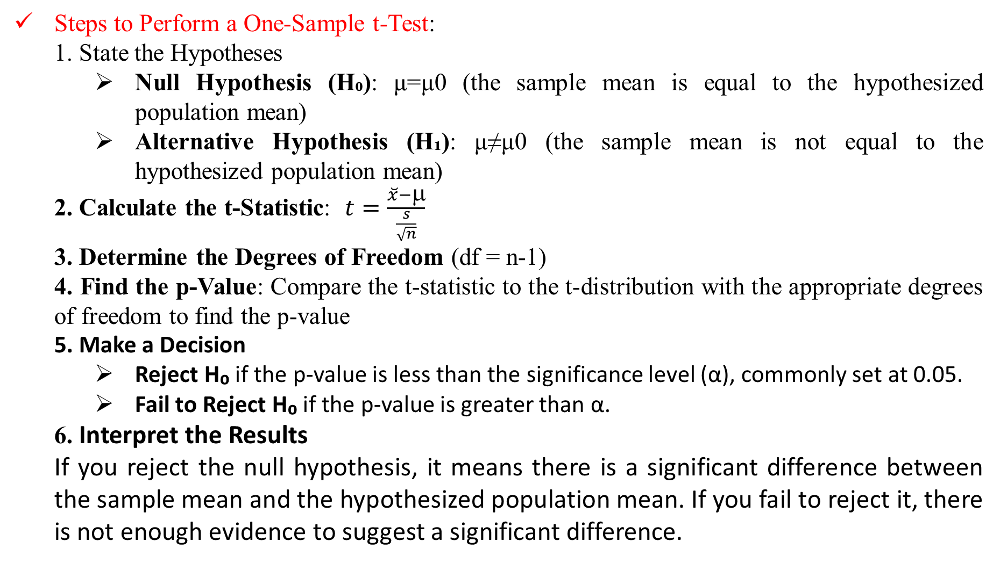 ✓ Steps to Perform a One-Sample t-Test:
1. State the Hypotheses
➢ Null Hypothesis (H₀): μ=μ0 (the sample mean is equal to the hypothesized
population mean)
➢ Alternative Hypothesis (H₁): μ≠μ0 (the sample mean is not equal to the
hypothesized population mean)
2. Calculate the t-Statistic: t = (x̆−μ)/(s/√n)
3. Determine the Degrees of Freedom (df = n-1)
4. Find the p-Value: Compare the t-statistic to the t-distribution with the appropriate degrees
of freedom to find the p-value
5. Make a Decision
➢ Reject H₀ if the p-value is less than the significance level (α), commonly set at 0.05.
➢ Fail to Reject H₀ if the p-value is greater than α.
6. Interpret the Results
If you reject the null hypothesis, it means there is a significant difference between
the sample mean and the hypothesized population mean. If you fail to reject it, there
is not enough evidence to suggest a significant difference.